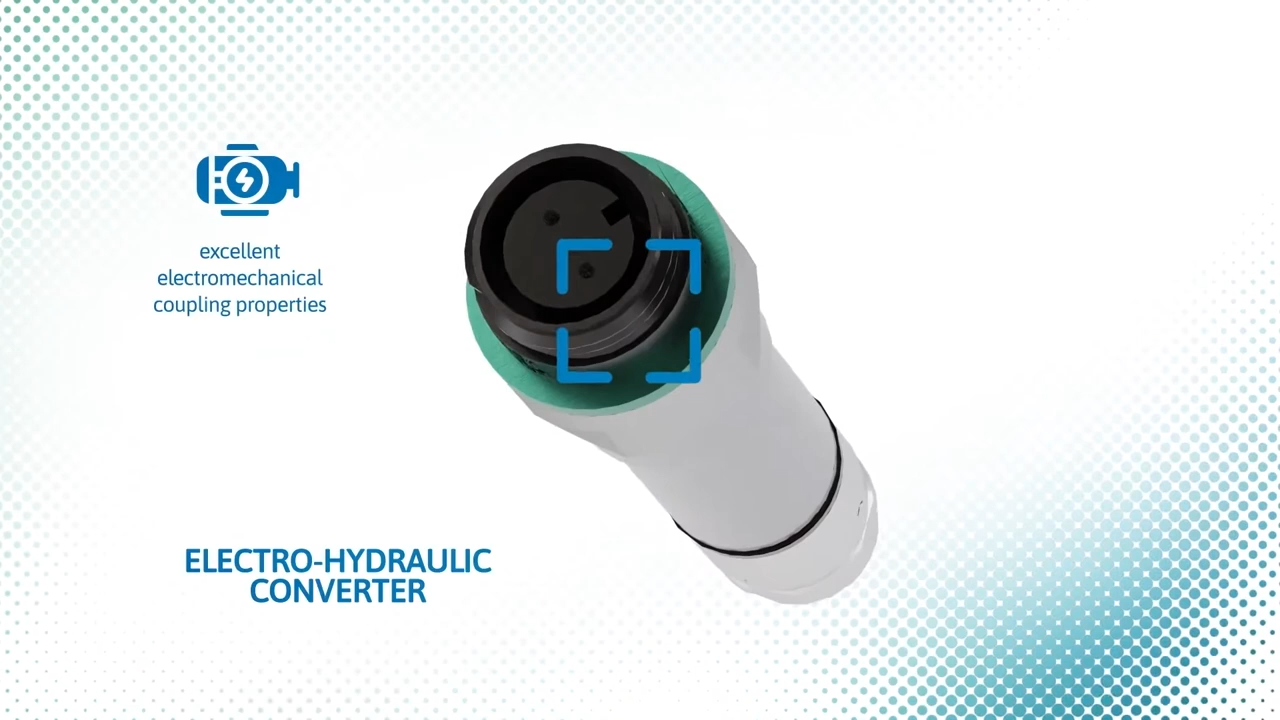 excellent
electromechanical
coupling properties
ELECTRO-HYDRAULIC
CONVERTER